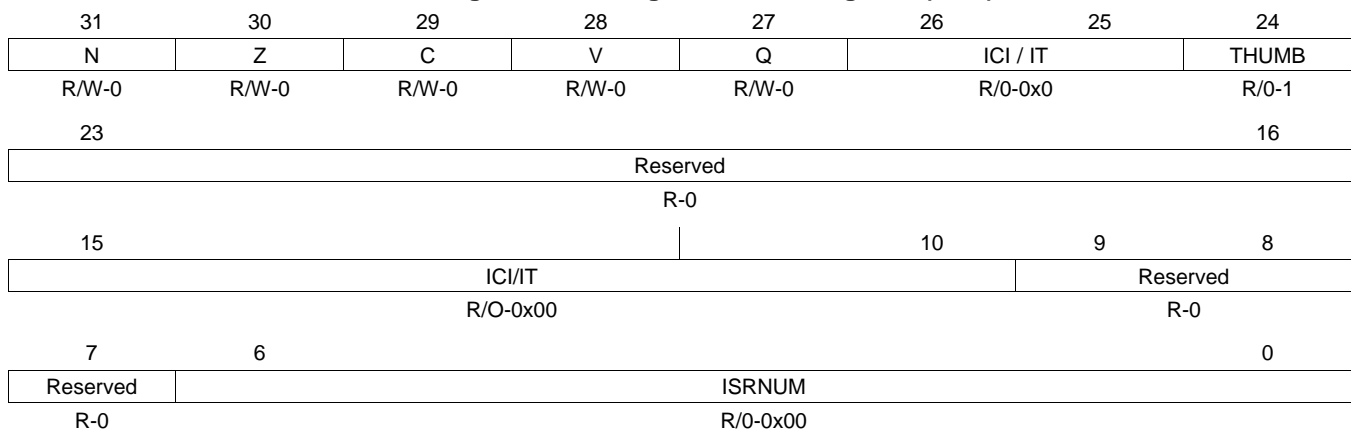 31 30 29 28 27 26 25 24
N Z C V Q ICI / IT THUMB
R/W-0 R/W-0 R/W-0 R/W-0 R/W-0 R/0-0x0 R/0-1
23 16
Reserved
R-0
15 10 9 8
ICI/IT Reserved
R/O-0x00 R-0
7 6 0
Reserved ISRNUM
R-0 R/0-0x00